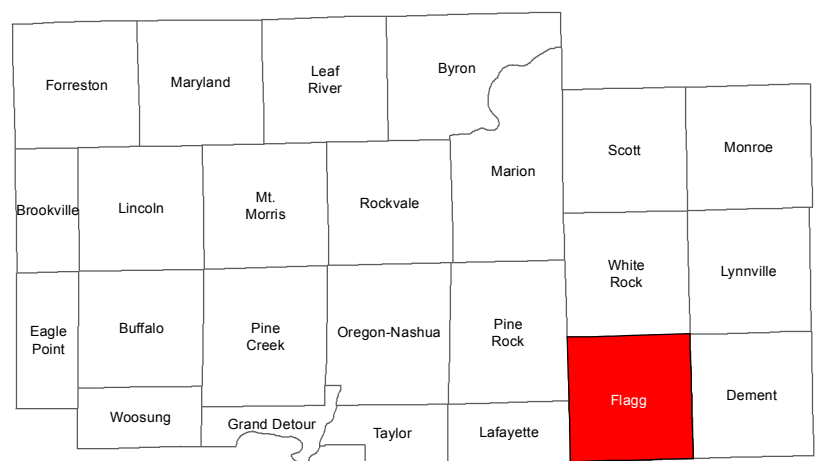 Forreston
Maryland
Leaf
River
Byron
Scott
Monroe
Brookville
Lincoln
Mt.
Morris
Rockvale
Marion
White
Rock
Lynnville
Eagle
Point
Buffalo
Pine
Creek
Oregon-Nashua
Pine
Rock
Flagg
Dement
Woosung
Grand Detour
Taylor
Lafayette